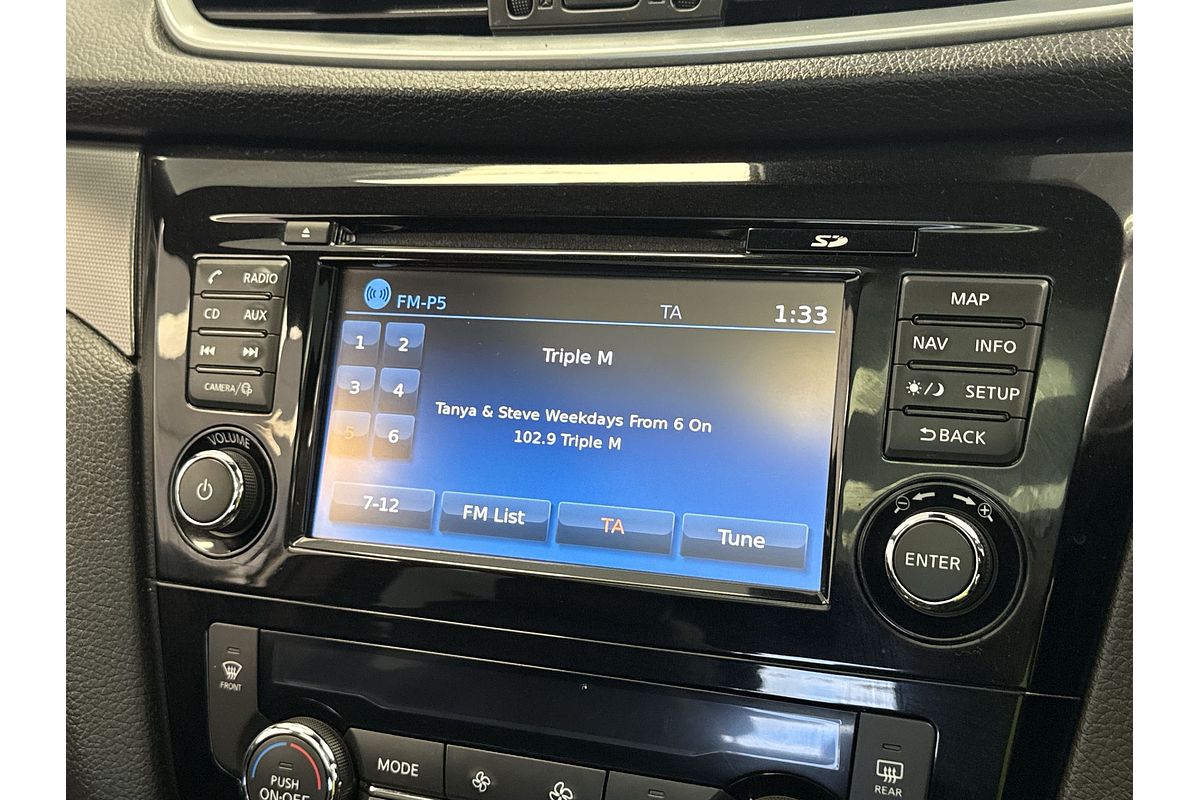 SD
RADIO
CD AUX
CAMERA/
VOLUME
FM-P5 TA 1:33
1 2
3 4
5 6
Triple M
Tanya & Steve Weekdays From 6 On
102.9 Triple M
7-12 FM List TA Tune
MAP
NAV INFO
SETUP
BACK
ENTER
FRONT
PUSH
ON·OFF
MODE
REAR